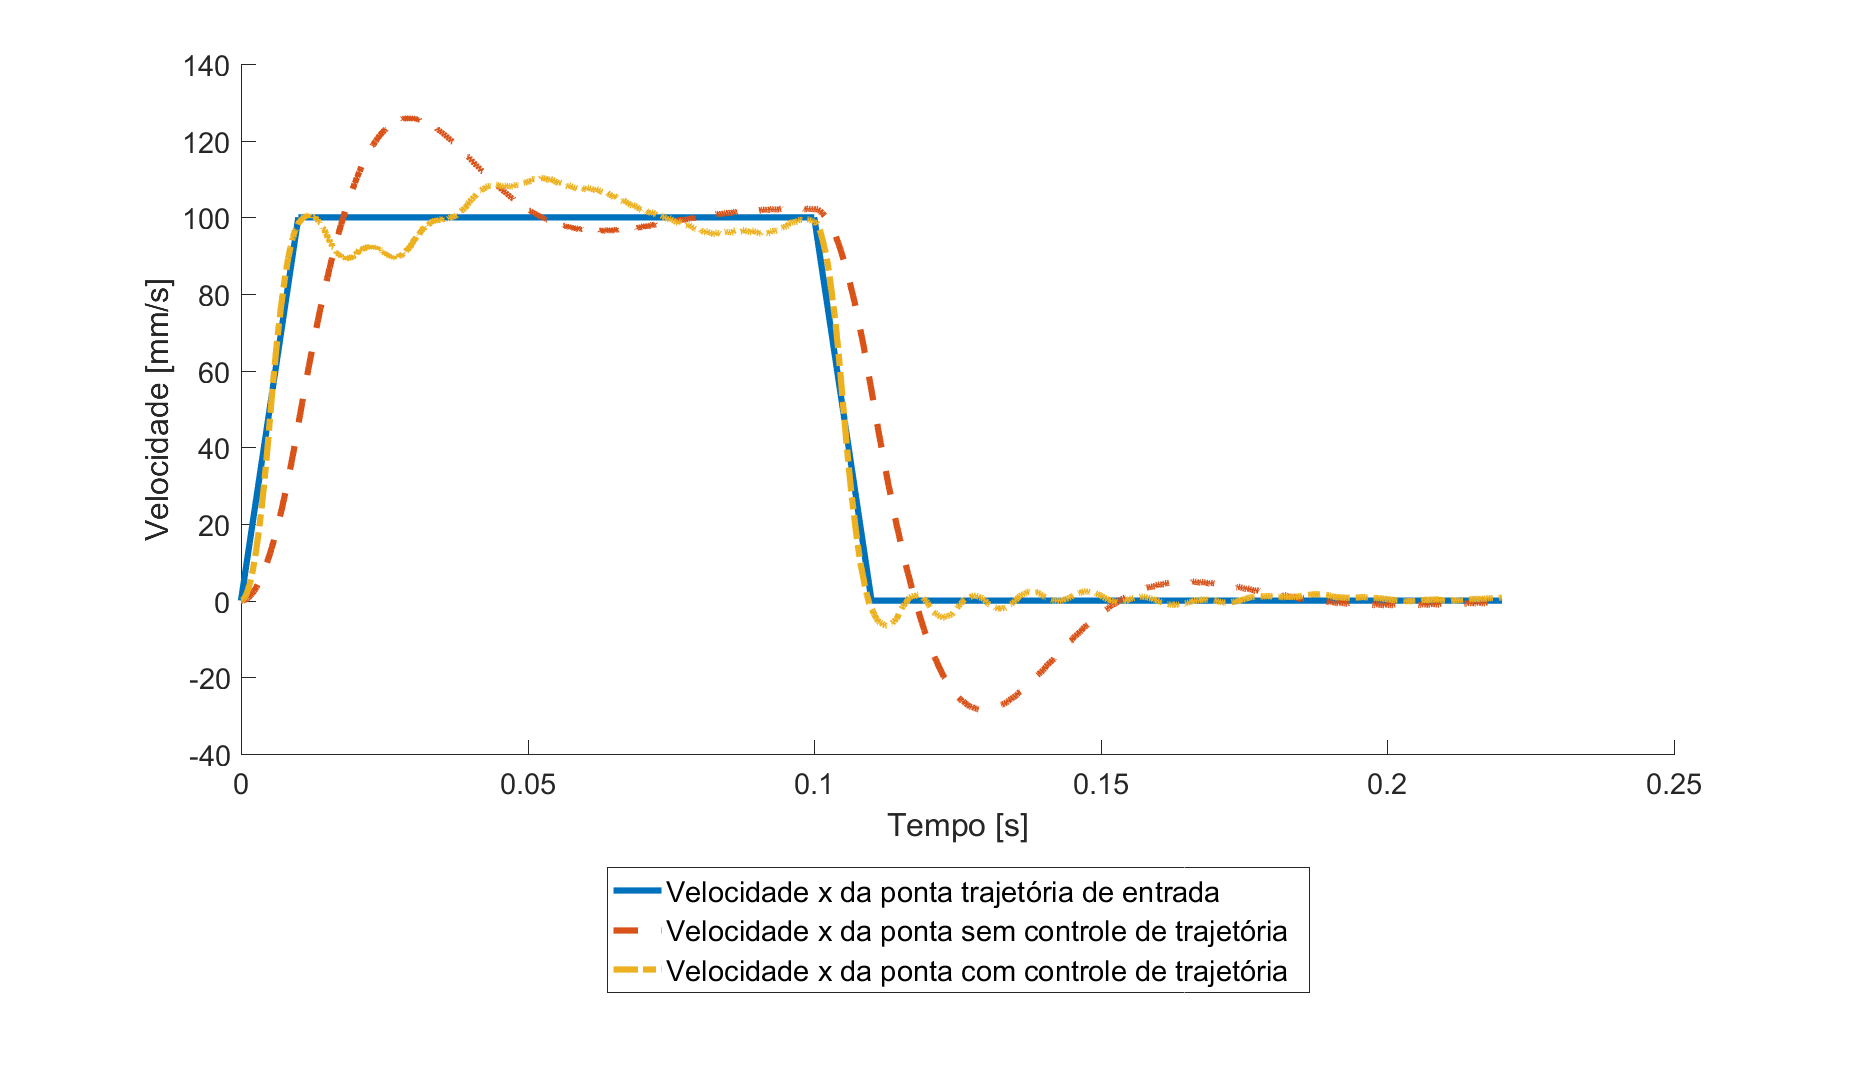 140
120
100
80
60
40
20
0
-20
-40
Velocidade [mm/s]
0 0.05 0.1 0.15 0.2 0.25
Tempo [s]
Velocidade x da ponta trajetória de entrada
Velocidade x da ponta sem controle de trajetória
Velocidade x da ponta com controle de trajetória